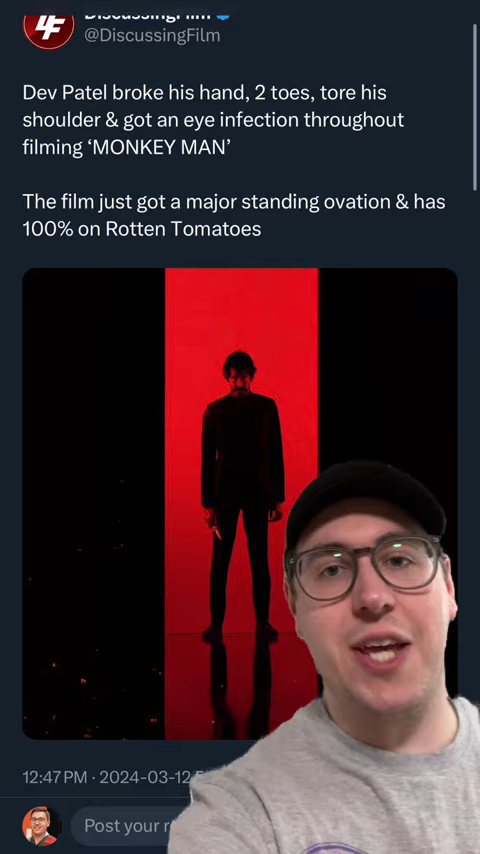 DiscussingFilm
@DiscussingFilm
Dev Patel broke his hand, 2 toes, tore his
shoulder & got an eye infection throughout
filming ‘MONKEY MAN’
The film just got a major standing ovation & has
100% on Rotten Tomatoes
12:47 PM · 2024-03-12
Post your